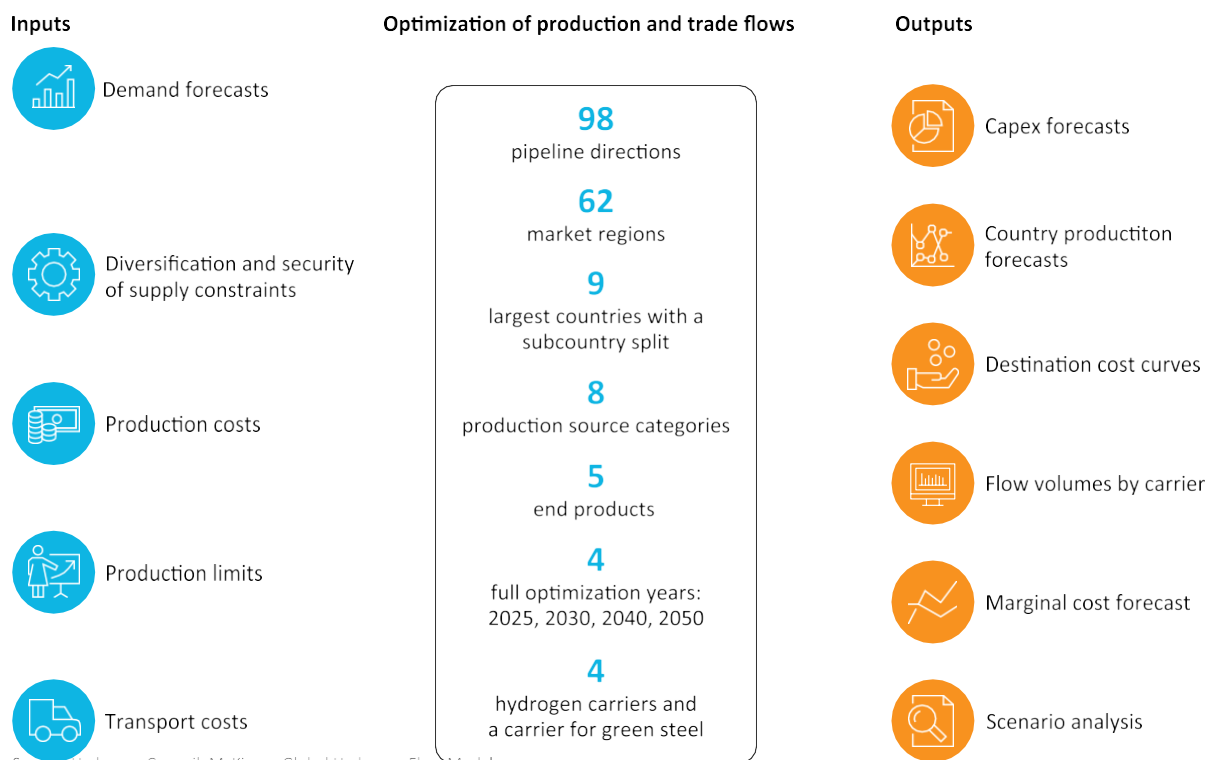 Inputs
Optimization of production and trade flows
Outputs
Demand forecasts
Diversification and security
of supply constraints
Production costs
Production limits
Transport costs
98
pipeline directions
62
market regions
9
largest countries with a
subcountry split
8
production source categories
5
end products
4
full optimization years:
2025, 2030, 2040, 2050
4
hydrogen carriers and
a carrier for green steel
Capex forecasts
Country productiton
forecasts
Destination cost curves
Flow volumes by carrier
Marginal cost forecast
Scenario analysis